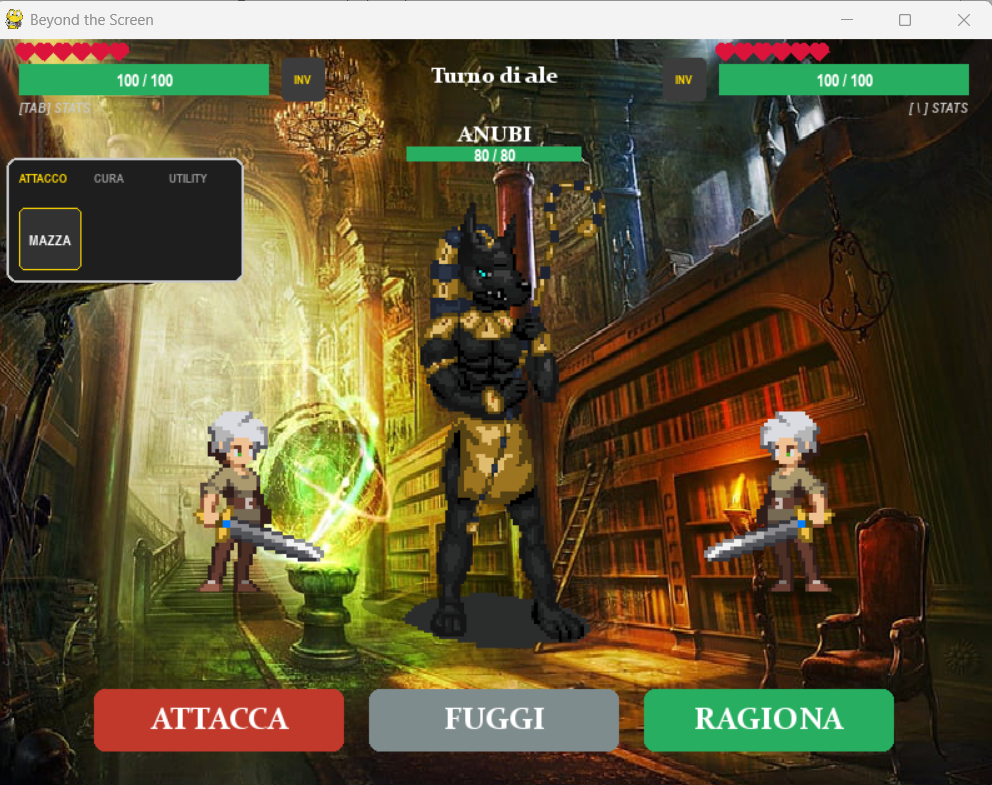 Beyond the Screen
100 / 100
INV
Turno di ale
INV
100 / 100
[TAB] STATS
[ \ ] STATS
ANUBI
80 / 80
ATTACCO CURA UTILITY
MAZZA
ATTACCA
FUGGI
RAGIONA